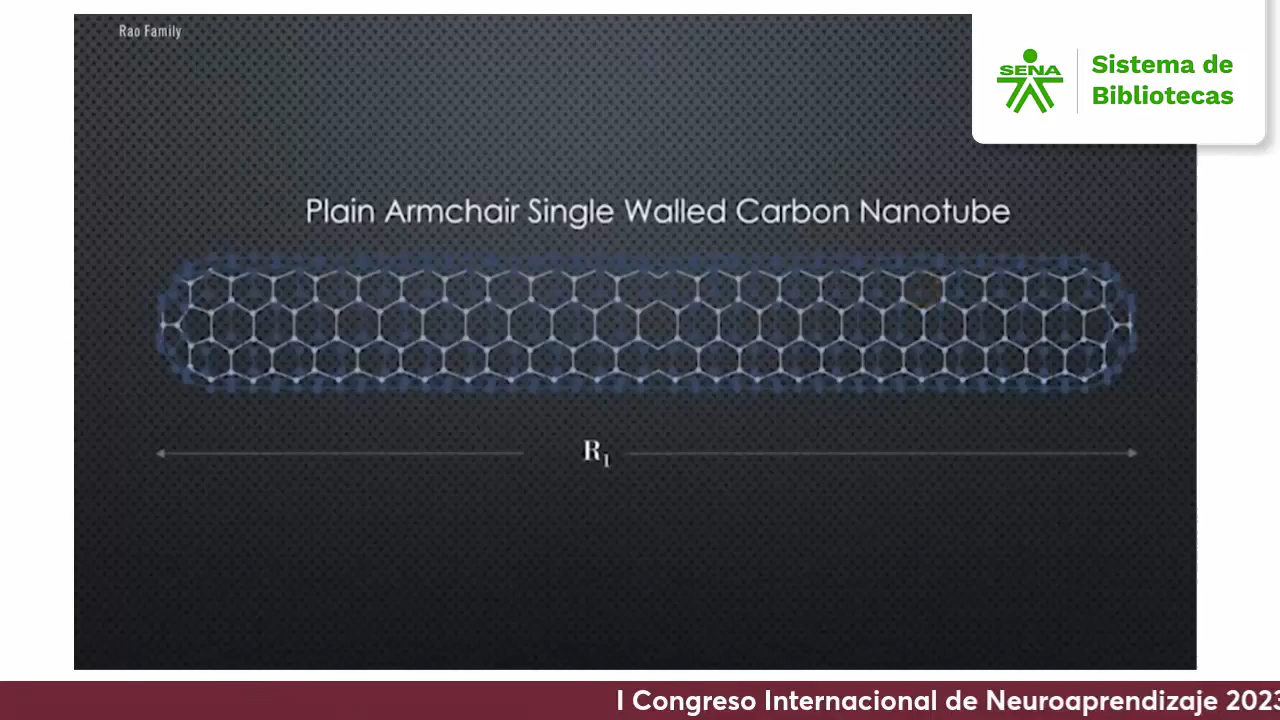 Rao Family
SENA
Sistema de
Bibliotecas
Plain Armchair Single Walled Carbon Nanotube
R₁
I Congreso Internacional de Neuroaprendizaje 2023